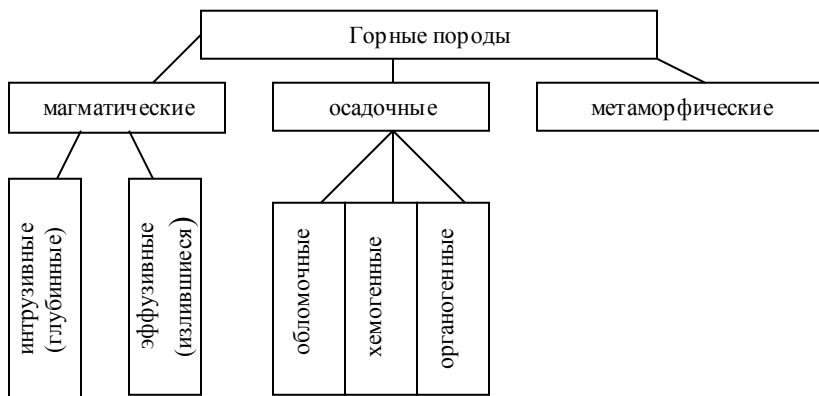 Горные породы
магматические
осадочные
метаморфические
интрузивные
(глубинные)
эффузивные
(излившиеся)
обломочные
хемогенные
органогенные